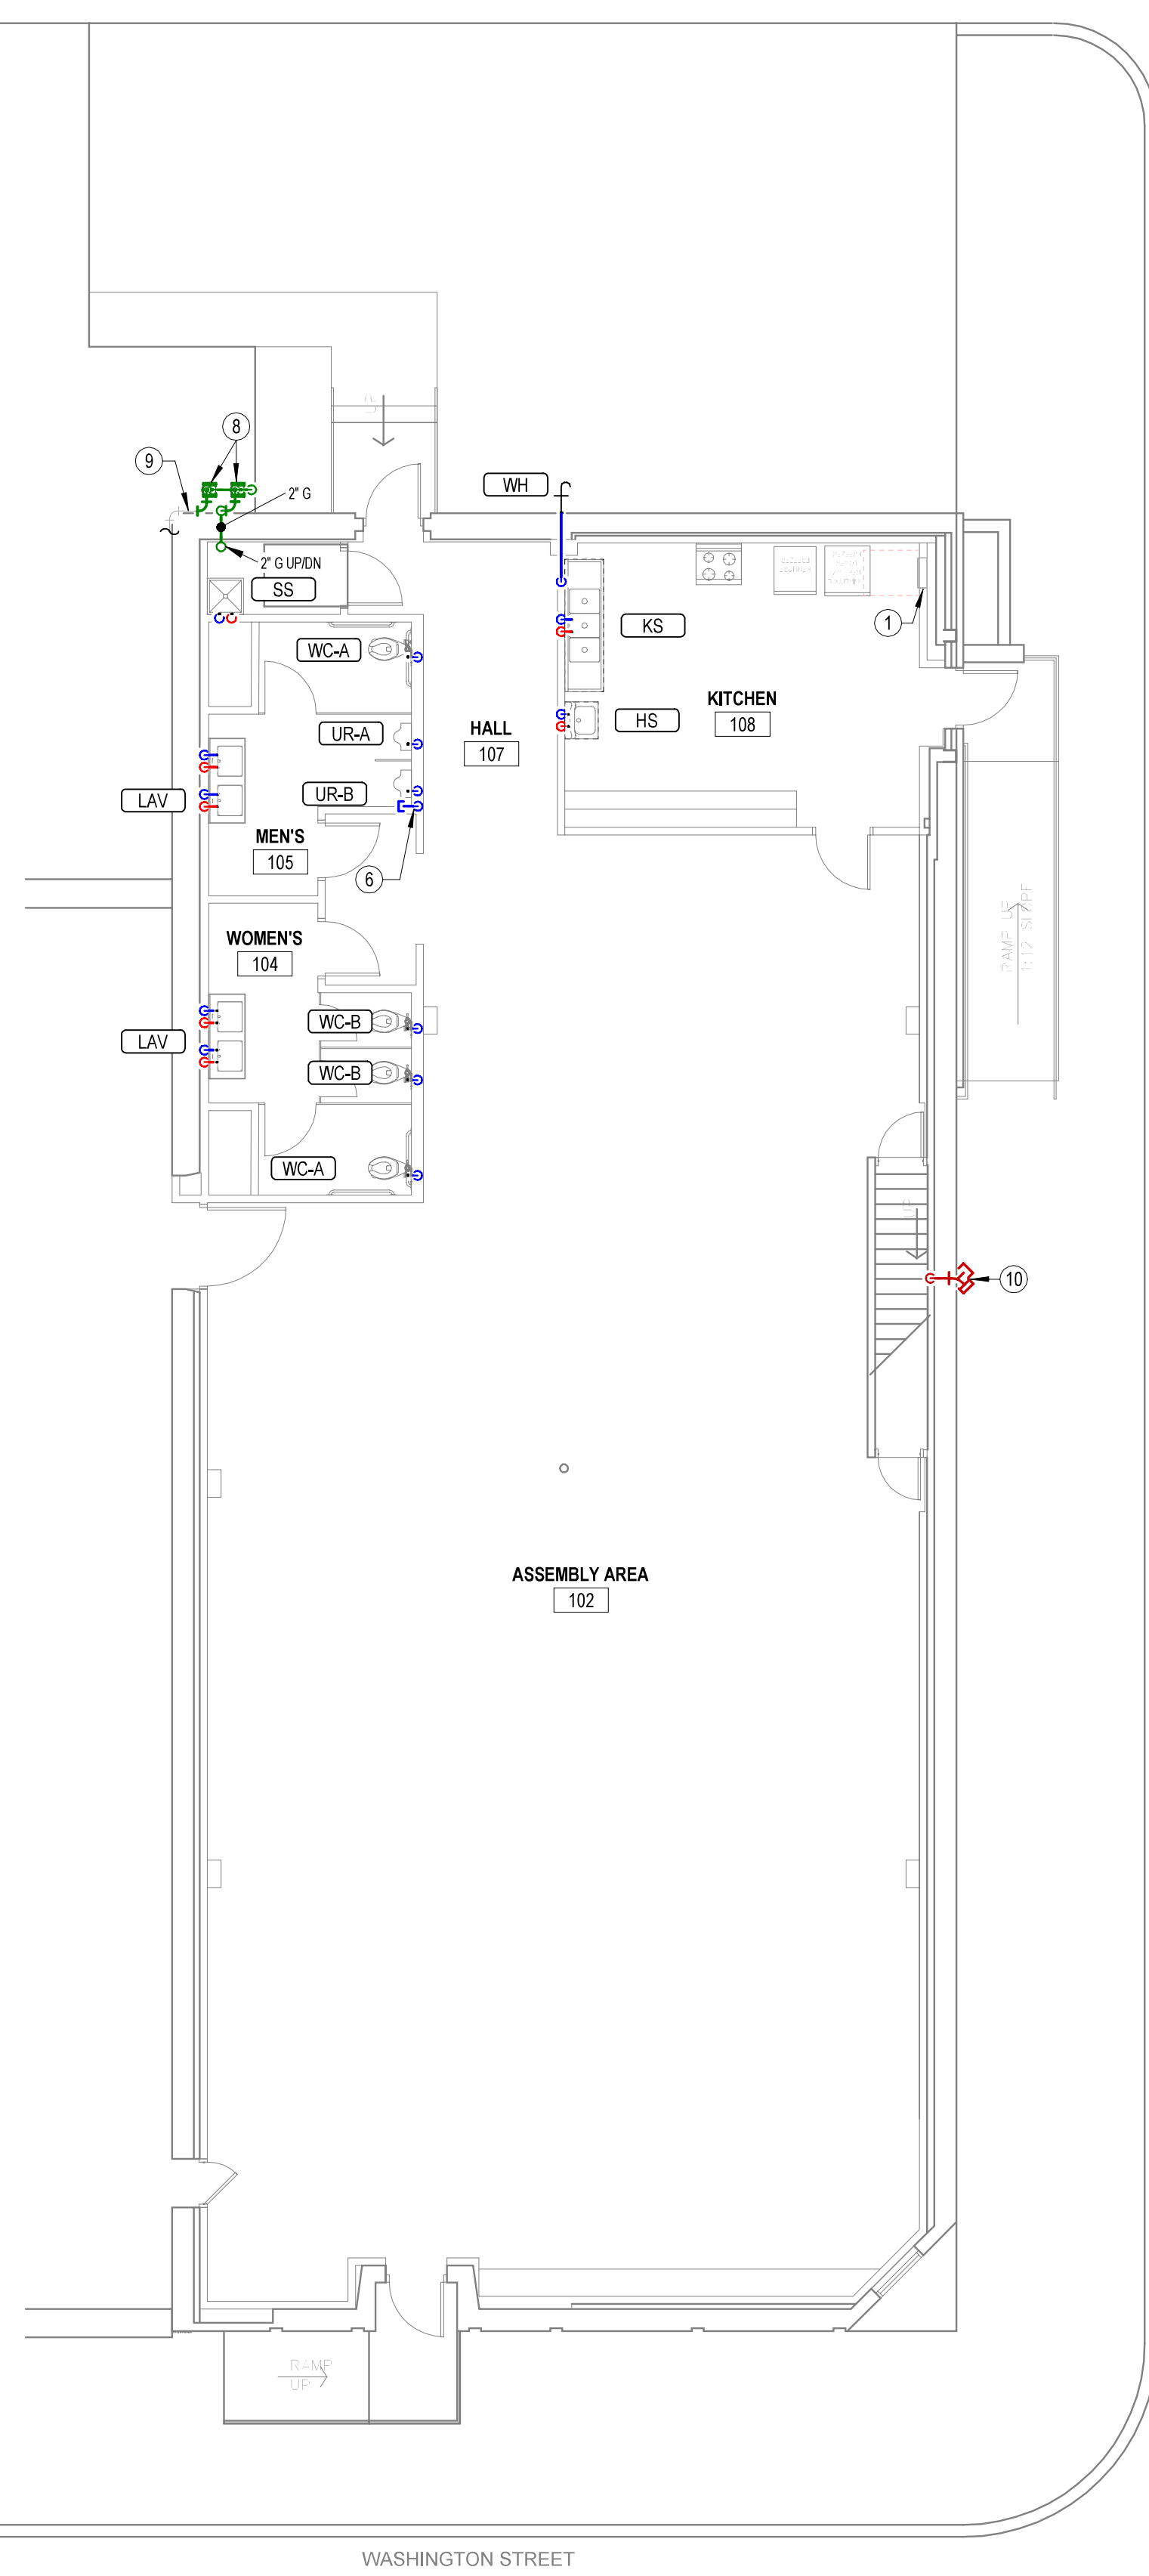 UP
8
9
2" G
WH
2" G UP/DN
SS
1
KS
WC-A
KITCHEN
108
HS
UR-A
HALL
107
UR-B
LAV
MEN'S
105
6
WOMEN'S
104
RAMP UP
1:12 SLOPE
WC-B
LAV
WC-B
WC-A
UP
10
ASSEMBLY AREA
102
RAMP
UP
WASHINGTON STREET